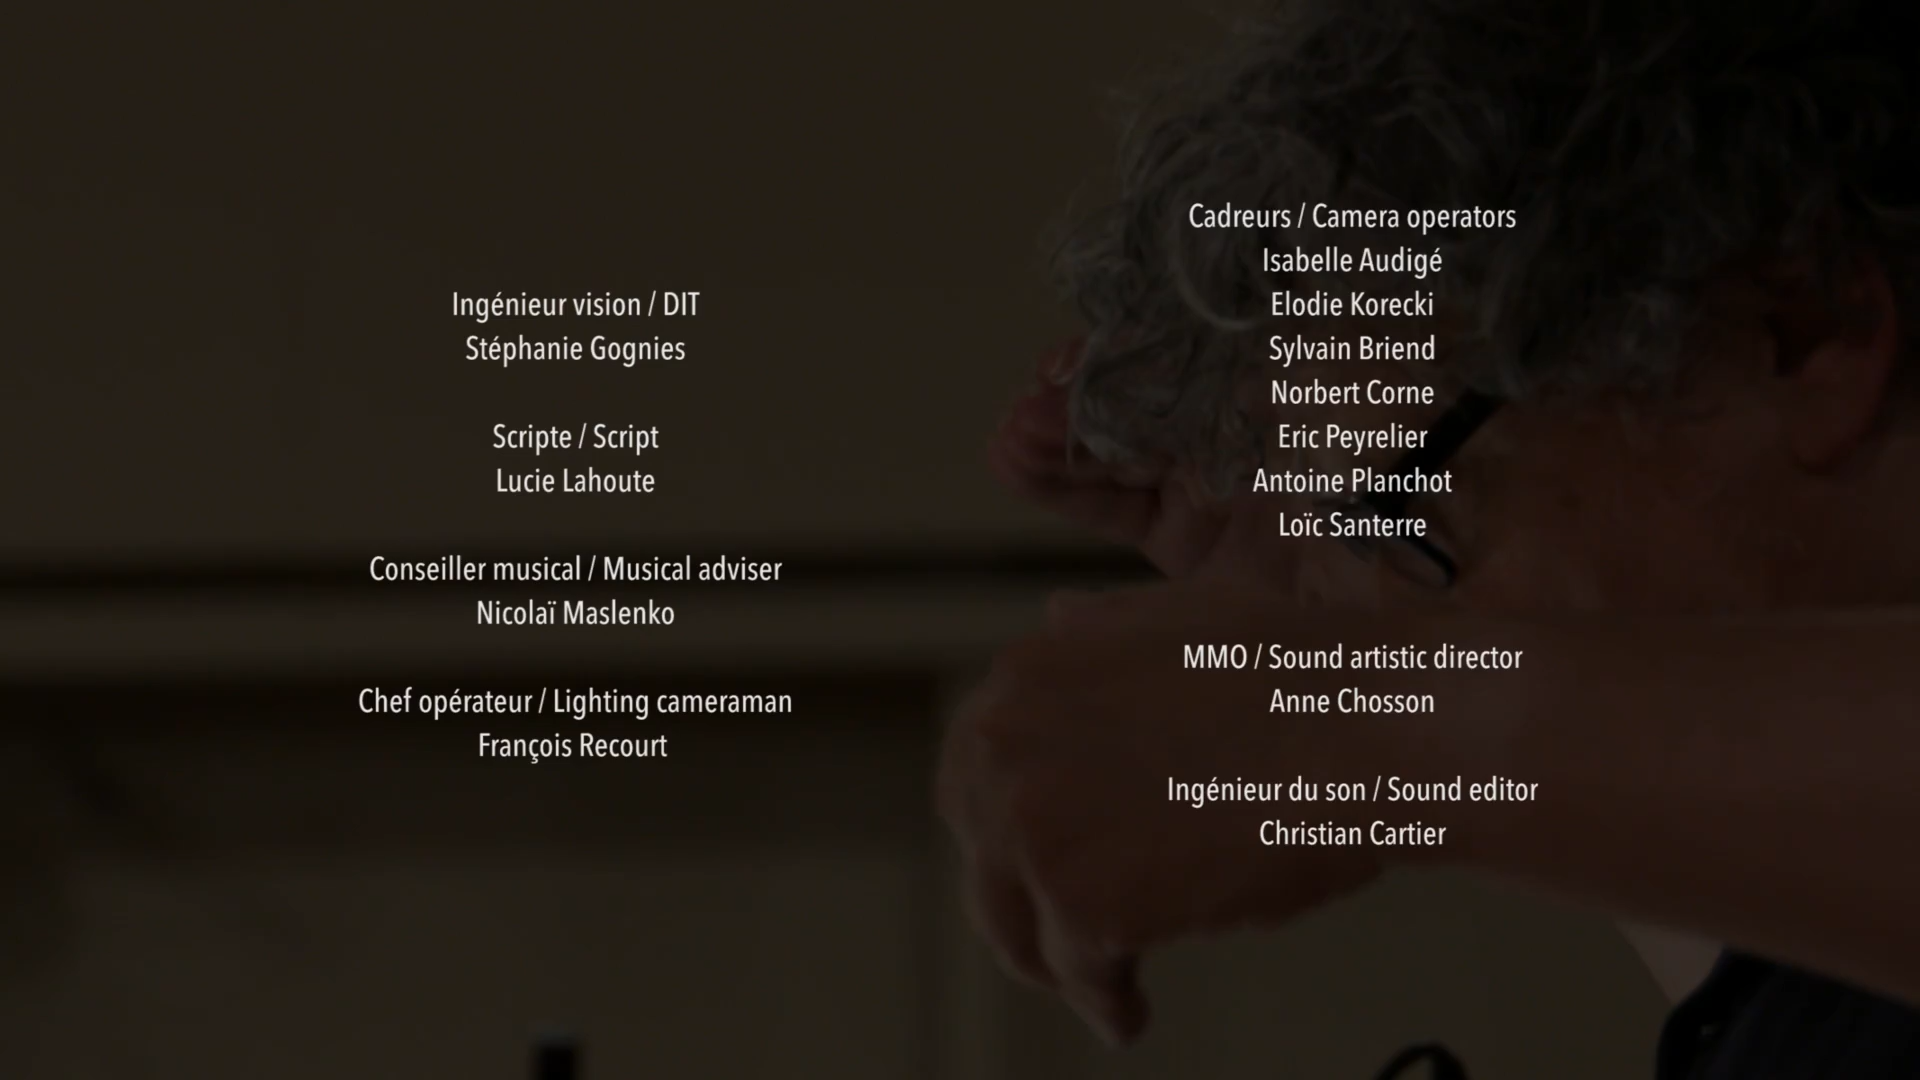 Ingénieur vision / DIT
Stéphanie Gognies
Scripte / Script
Lucie Lahoute
Conseiller musical / Musical adviser
Nicolaï Maslenko
Chef opérateur / Lighting cameraman
François Recourt
Cadreurs / Camera operators
Isabelle Audigé
Elodie Korecki
Sylvain Briend
Norbert Corne
Eric Peyrelier
Antoine Planchot
Loïc Santerre
MMO / Sound artistic director
Anne Chosson
Ingénieur du son / Sound editor
Christian Cartier